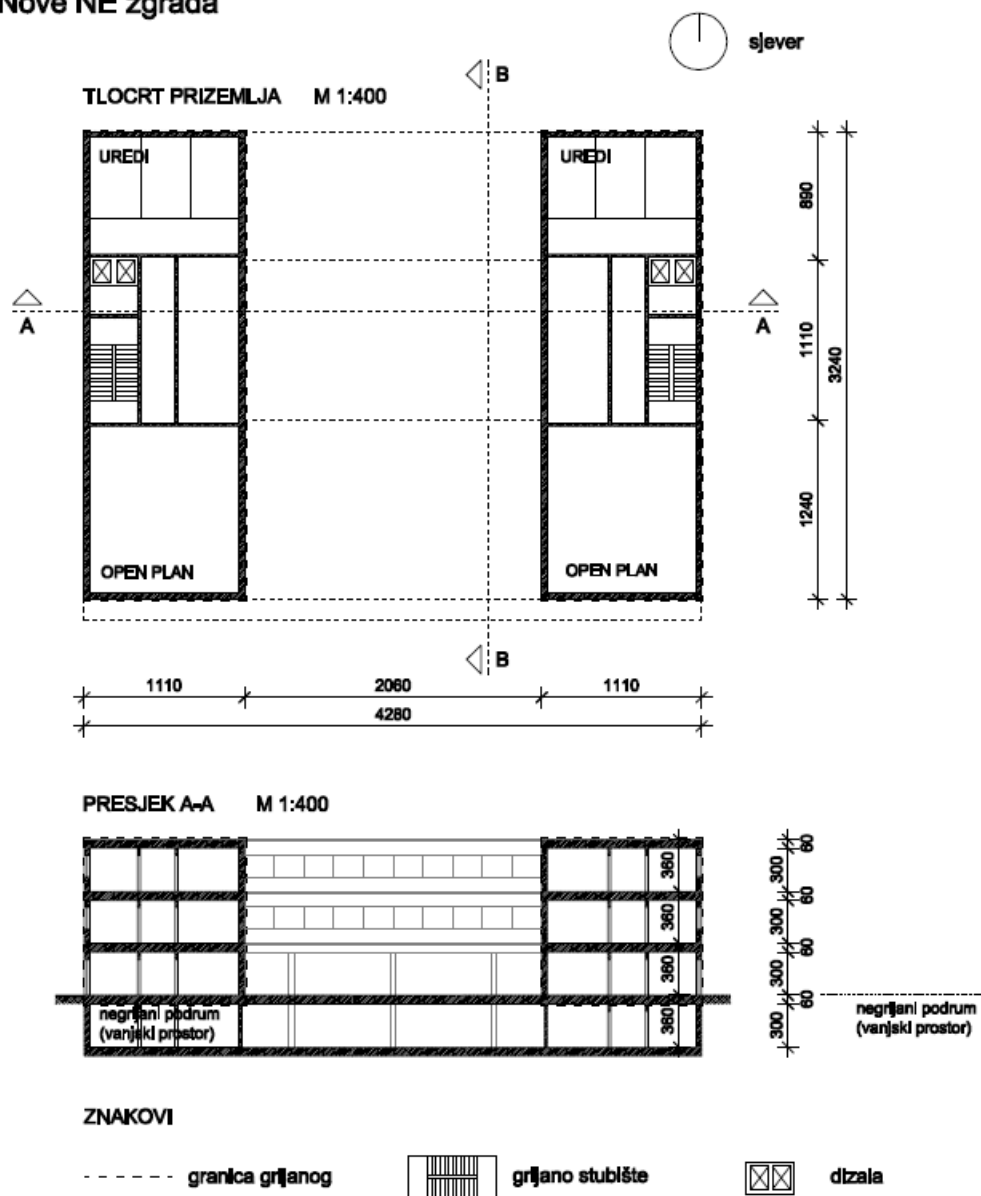 Nove NE zgrada
sjever
B
TLOCRT PRIZEMLJA M 1:400
UREDI
UREDI
890
A
A
1110
3240
1240
OPEN PLAN
OPEN PLAN
B
1110
2060
1110
4280
PRESJEK A-A M 1:400
60
360
300
60
360
300
60
360
300
60
negrijani podrum
(vanjski prostor)
360
300
negrijani podrum
(vanjski prostor)
ZNAKOVI
granica grijanog
grijano stubište
dizala